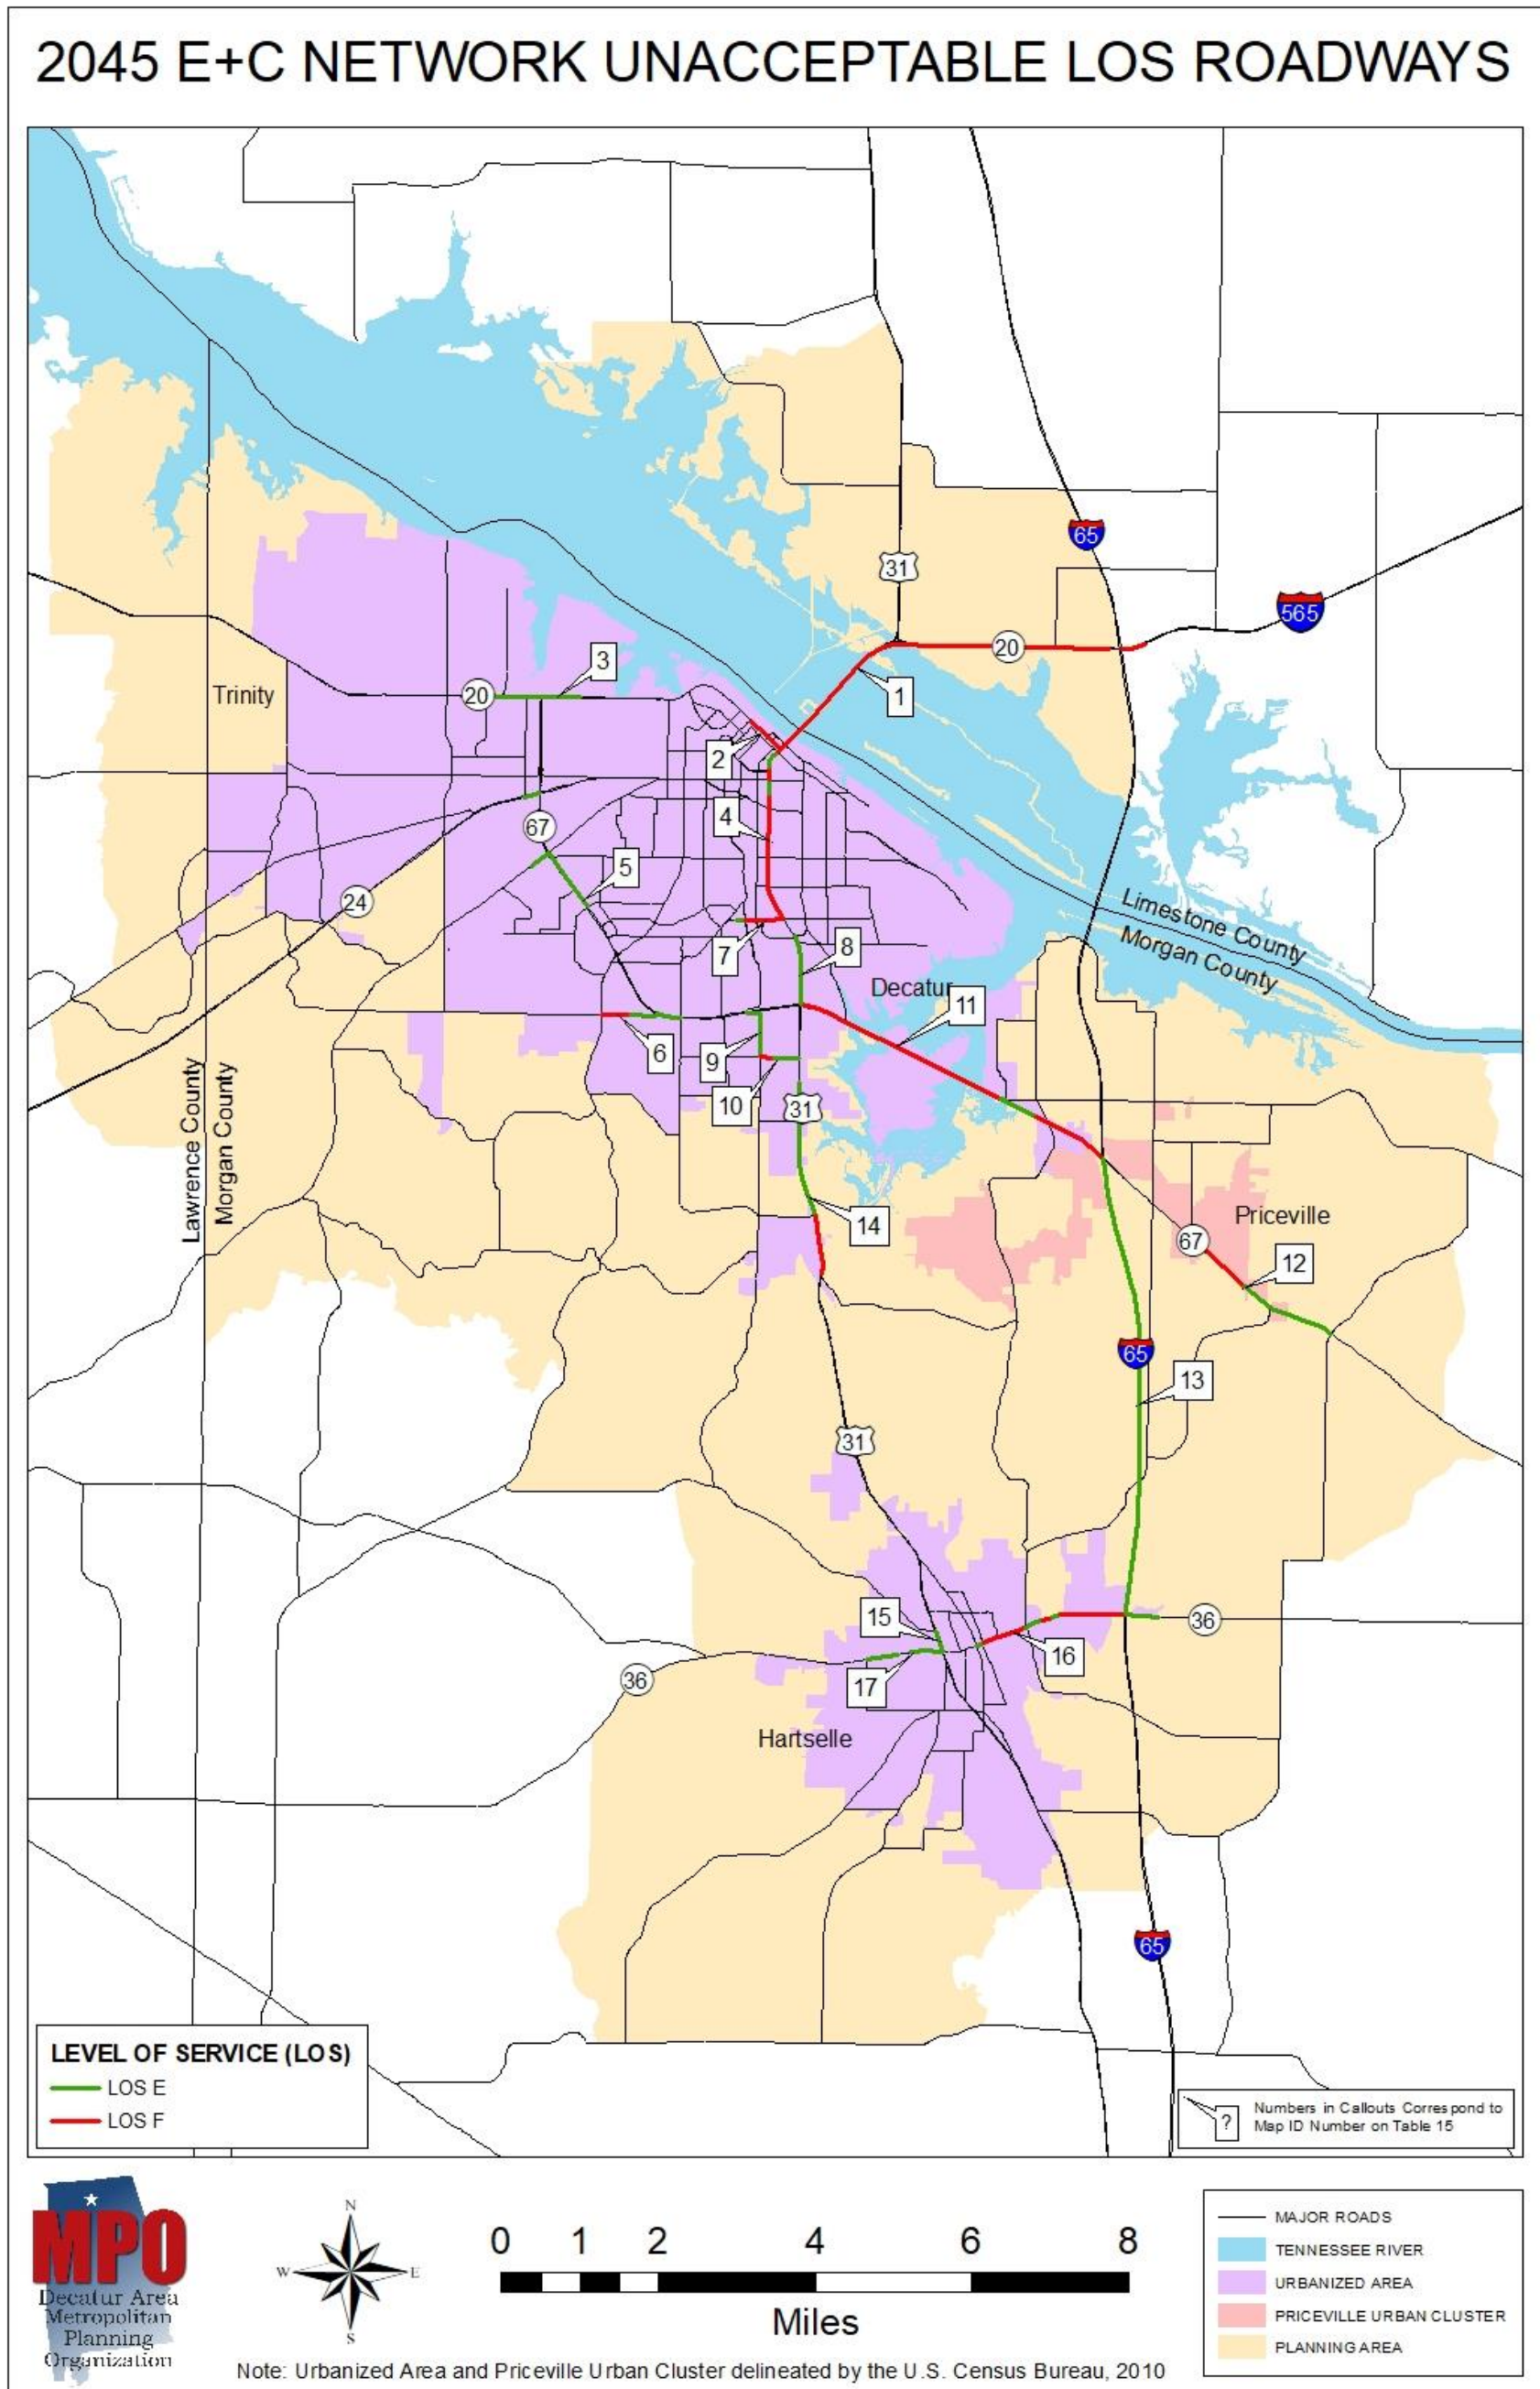 2045 E+C NETWORK UNACCEPTABLE LOS ROADWAYS
65
31
565
20
3
20
1
Trinity
2
4
67
5
24
7
8
Limestone County
Morgan County
Decatur
11
6
9
10
31
Lawrence County
Morgan County
14
Priceville
67
12
65
13
31
15
36
16
36
17
Hartselle
65
LEVEL OF SERVICE (LOS)
LOS E
LOS F
?
Numbers in Callouts Correspond to
Map ID Number on Table 15
MPO
Decatur Area
Metropolitan
Planning
Organization
N
W
E
S
0 1 2 4 6 8
Miles
MAJOR ROADS
TENNESSEE RIVER
URBANIZED AREA
PRICEVILLE URBAN CLUSTER
PLANNING AREA
Note: Urbanized Area and Priceville Urban Cluster delineated by the U.S. Census Bureau, 2010